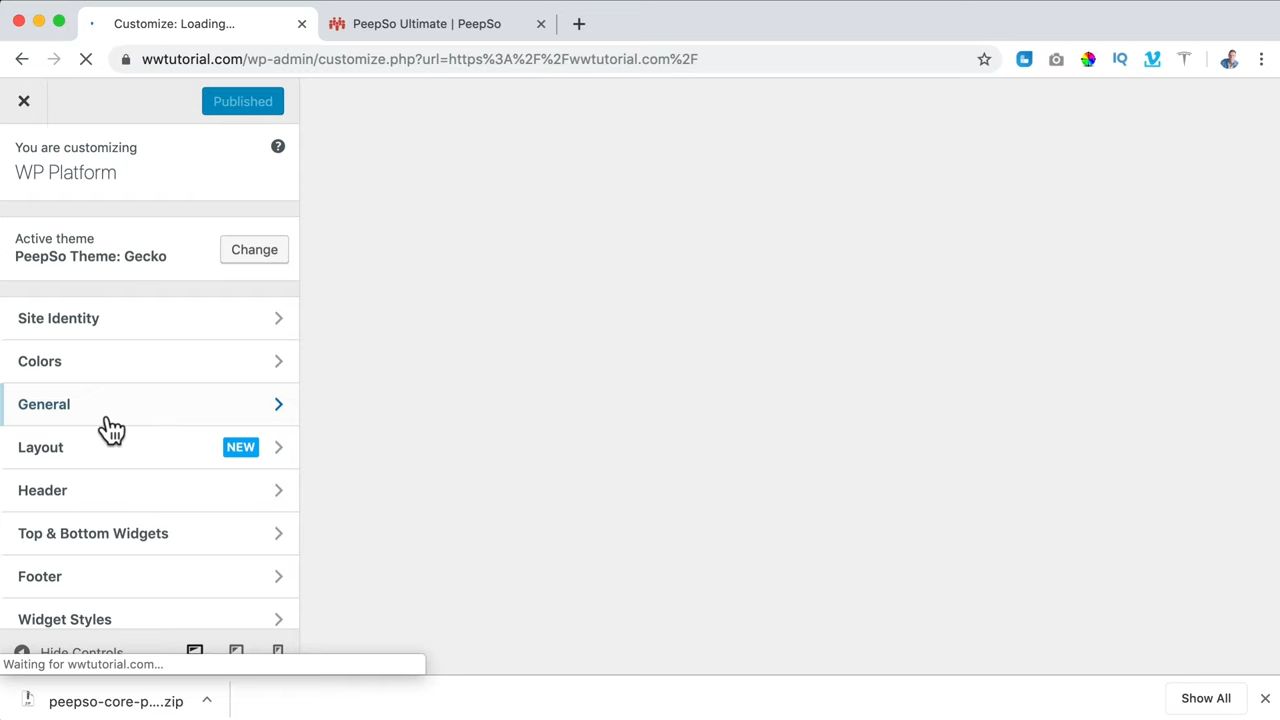 Customize: Loading...
PeepSo Ultimate | PeepSo
wwtutorial.com/wp-admin/customize.php?url=https%3A%2F%2Fwwtutorial.com%2F
IQ
Published
You are customizing
WP Platform
Active theme
PeepSo Theme: Gecko
Change
Site Identity
Colors
General
Layout
NEW
Header
Top & Bottom Widgets
Footer
Widget Styles
Hide Controls
Waiting for wwtutorial.com...
peepso-core-p....zip
Show All